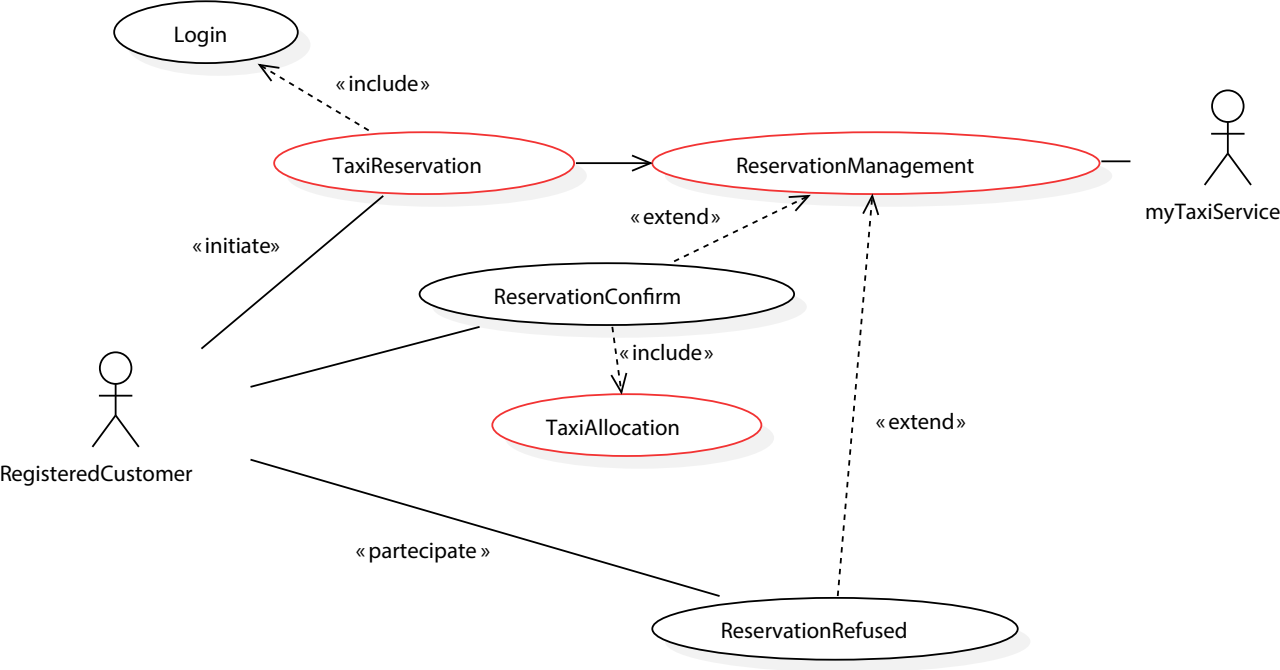 Login
«include»
TaxiReservation
ReservationManagement
myTaxiService
«extend»
«initiate»
ReservationConfirm
«include»
TaxiAllocation
«extend»
RegisteredCustomer
«partecipate»
ReservationRefused